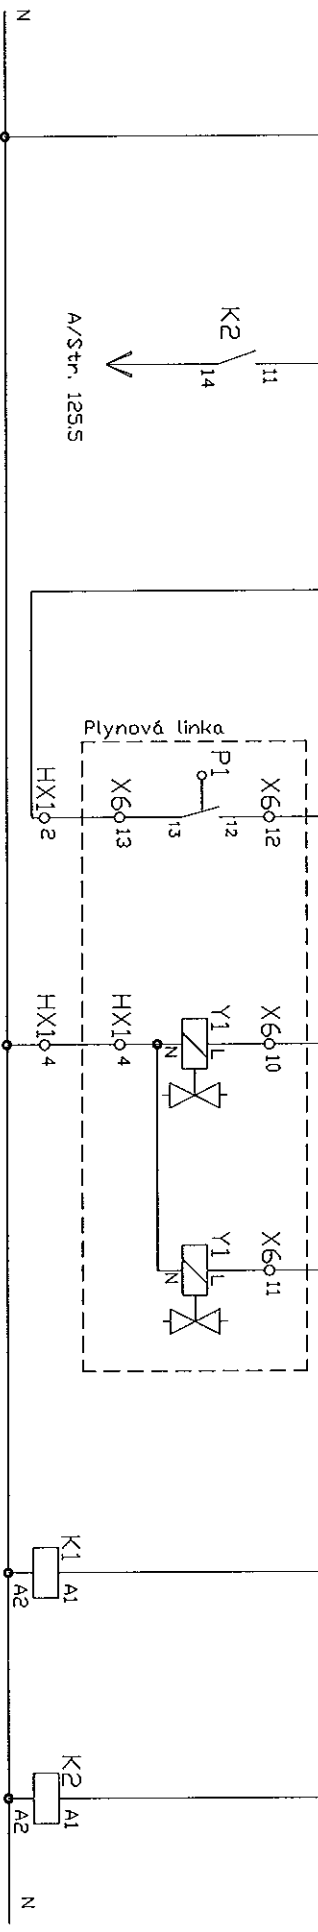 N
K2
11
14
A/Str. 125.5
Plynová linka
X6 12
P1
12
13
X6 13
HX1 2
X6 10
Y1
L
N
HX1 4
HX1 4
X6 11
Y1
L
N
K1
A1
A2
K2
A1
A2
N